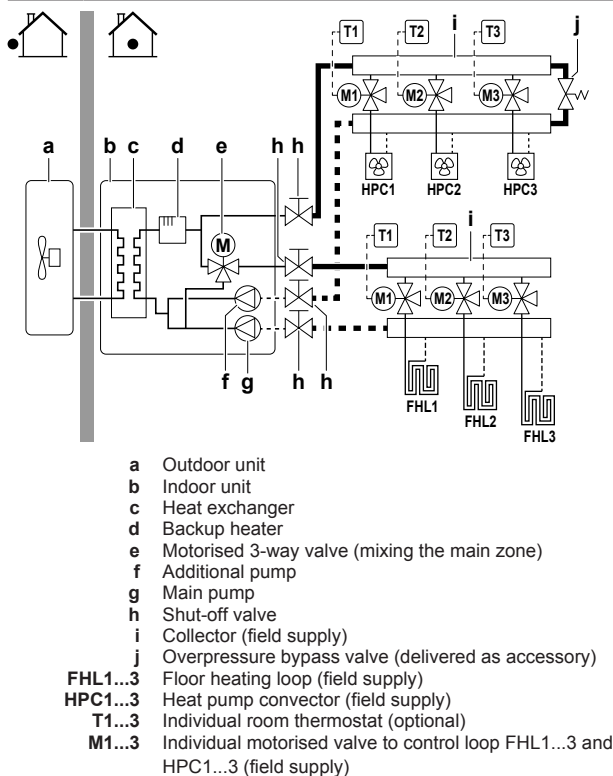 T1 T2 T3 i j
M1 M2 M3
a b c d e h h
HPC1 HPC2 HPC3
i
M
h T1 T2 T3
M1 M2 M3
f g h h
FHL1 FHL2 FHL3
a Outdoor unit
b Indoor unit
c Heat exchanger
d Backup heater
e Motorised 3-way valve (mixing the main zone)
f Additional pump
g Main pump
h Shut-off valve
i Collector (field supply)
j Overpressure bypass valve (delivered as accessory)
FHL1...3 Floor heating loop (field supply)
HPC1...3 Heat pump convector (field supply)
T1...3 Individual room thermostat (optional)
M1...3 Individual motorised valve to control loop FHL1...3 and
HPC1...3 (field supply)